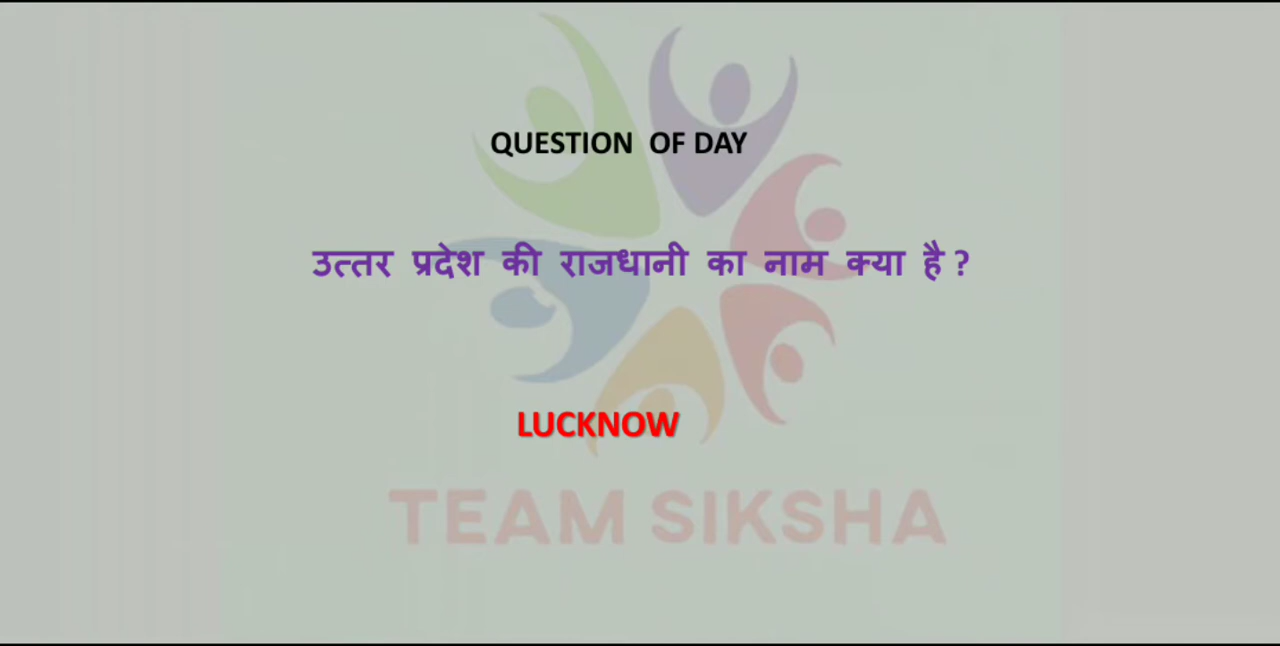 QUESTION OF DAY
उत्तर प्रदेश की राजधानी का नाम क्या है ?
LUCKNOW
TEAM SIKSHA